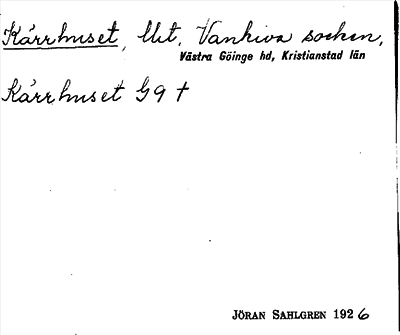 Kärrhuset, Ut. Vankiva socken,
Västra Göinge hd, Kristianstad län
Kärrhuset G9 †
JÖRAN SAHLGREN 1926